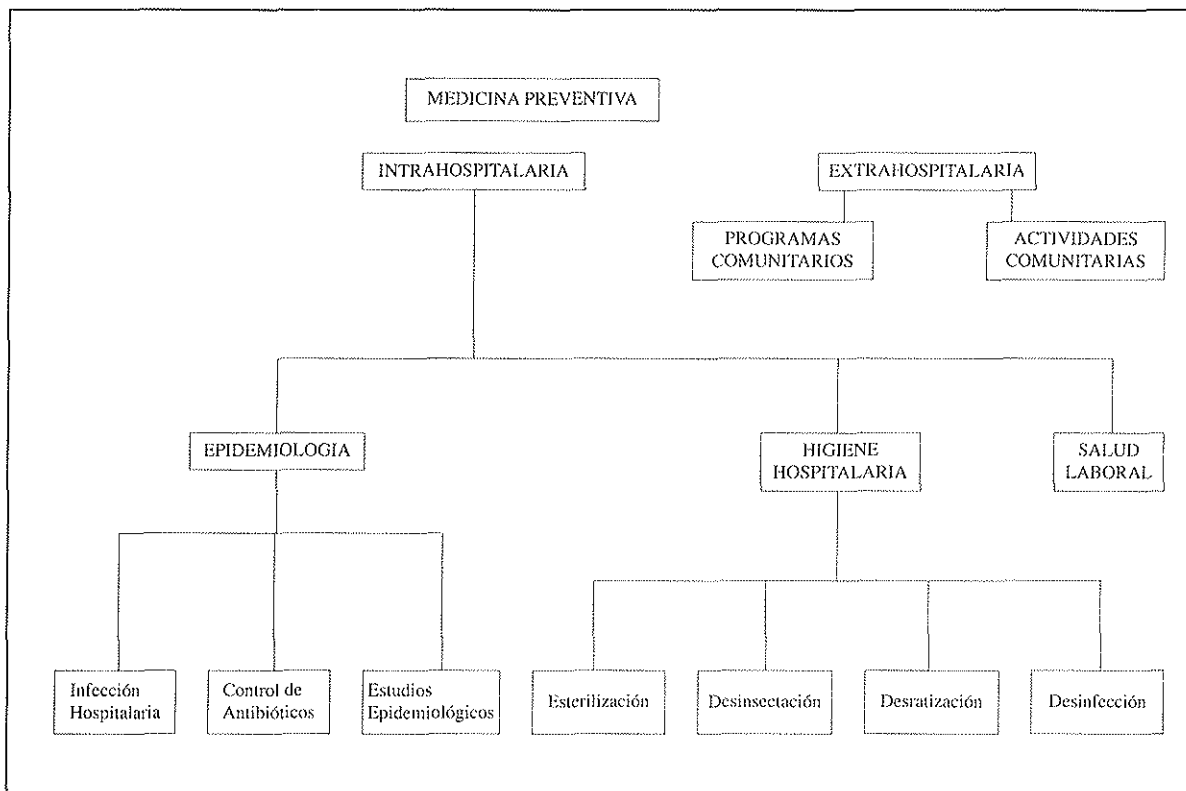 MEDICINA PREVENTIVA
INTRAHOSPITALARIA
EXTRAHOSPITALARIA
PROGRAMAS
COMUNITARIOS
ACTIVIDADES
COMUNITARIAS
EPIDEMIOLOGIA
HIGIENE
HOSPITALARIA
SALUD
LABORAL
Infección
Hospitalaria
Control de
Antibióticos
Estudios
Epidemiológicos
Esterilización
Desinsectación
Desratización
Desinfección